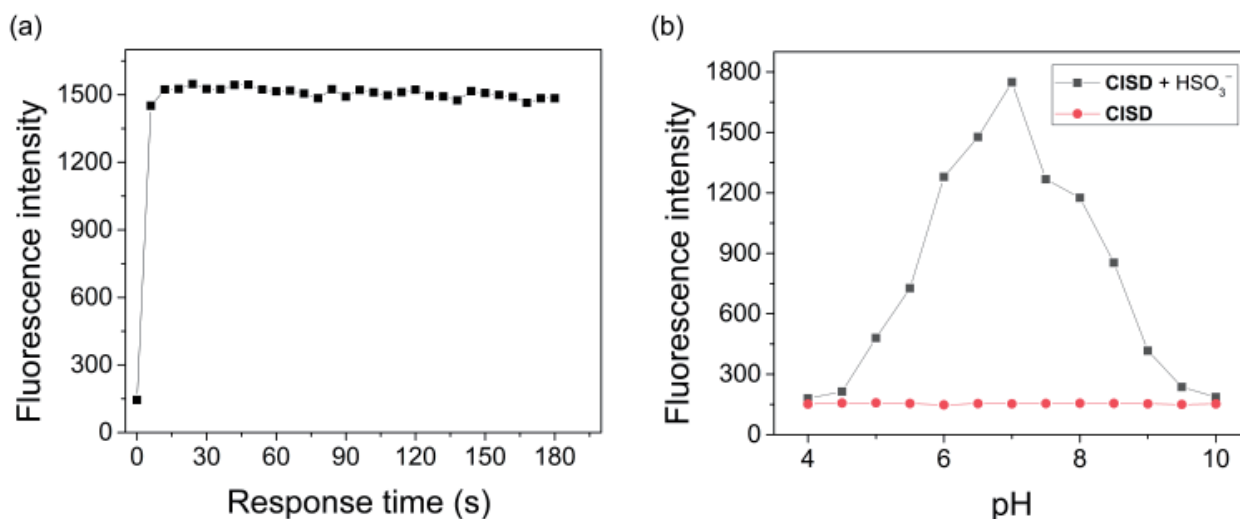 (a)
Fluorescence intensity
1500
1200
900
600
300
0
0 30 60 90 120 150 180
Response time (s)
(b)
Fluorescence intensity
1800
1500
1200
900
600
300
0
CISD + HSO₃⁻
CISD
4 6 8 10
pH